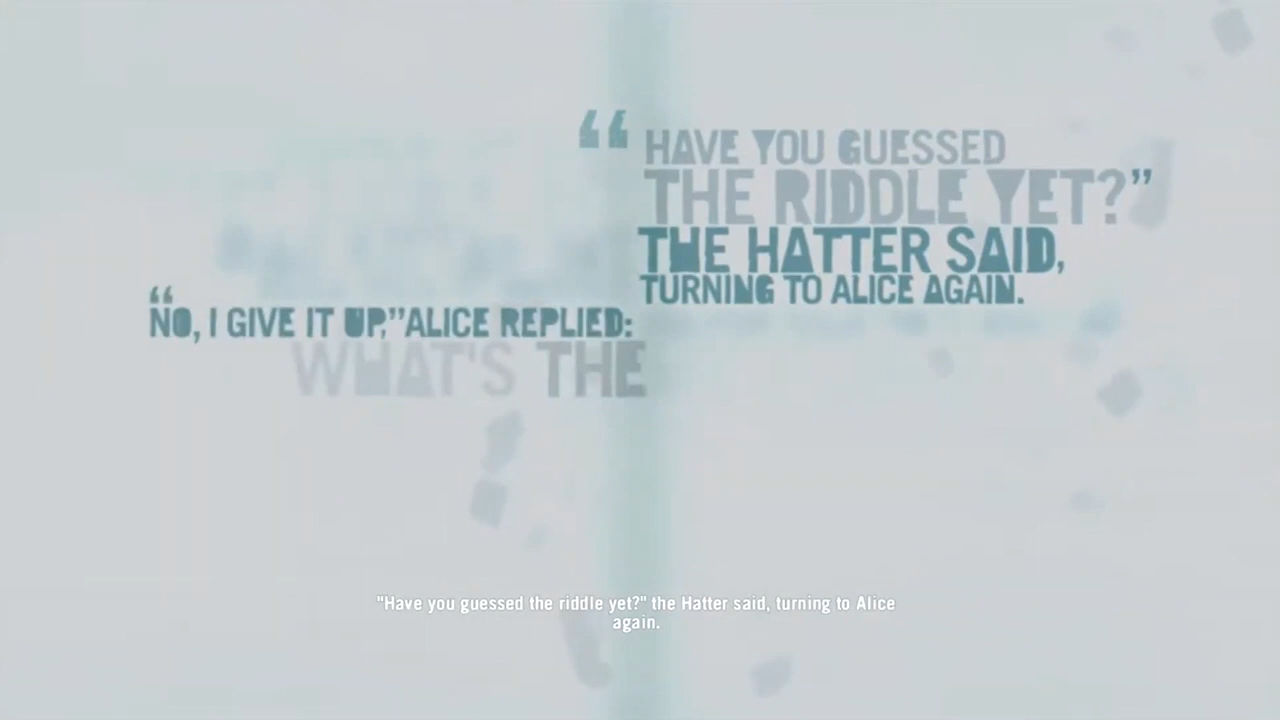 “ HAVE YOU GUESSED
THE RIDDLE YET?”
THE HATTER SAID,
TURNING TO ALICE AGAIN.
“NO, I GIVE IT UP,” ALICE REPLIED:
WHAT'S THE
"Have you guessed the riddle yet?" the Hatter said, turning to Alice
again.